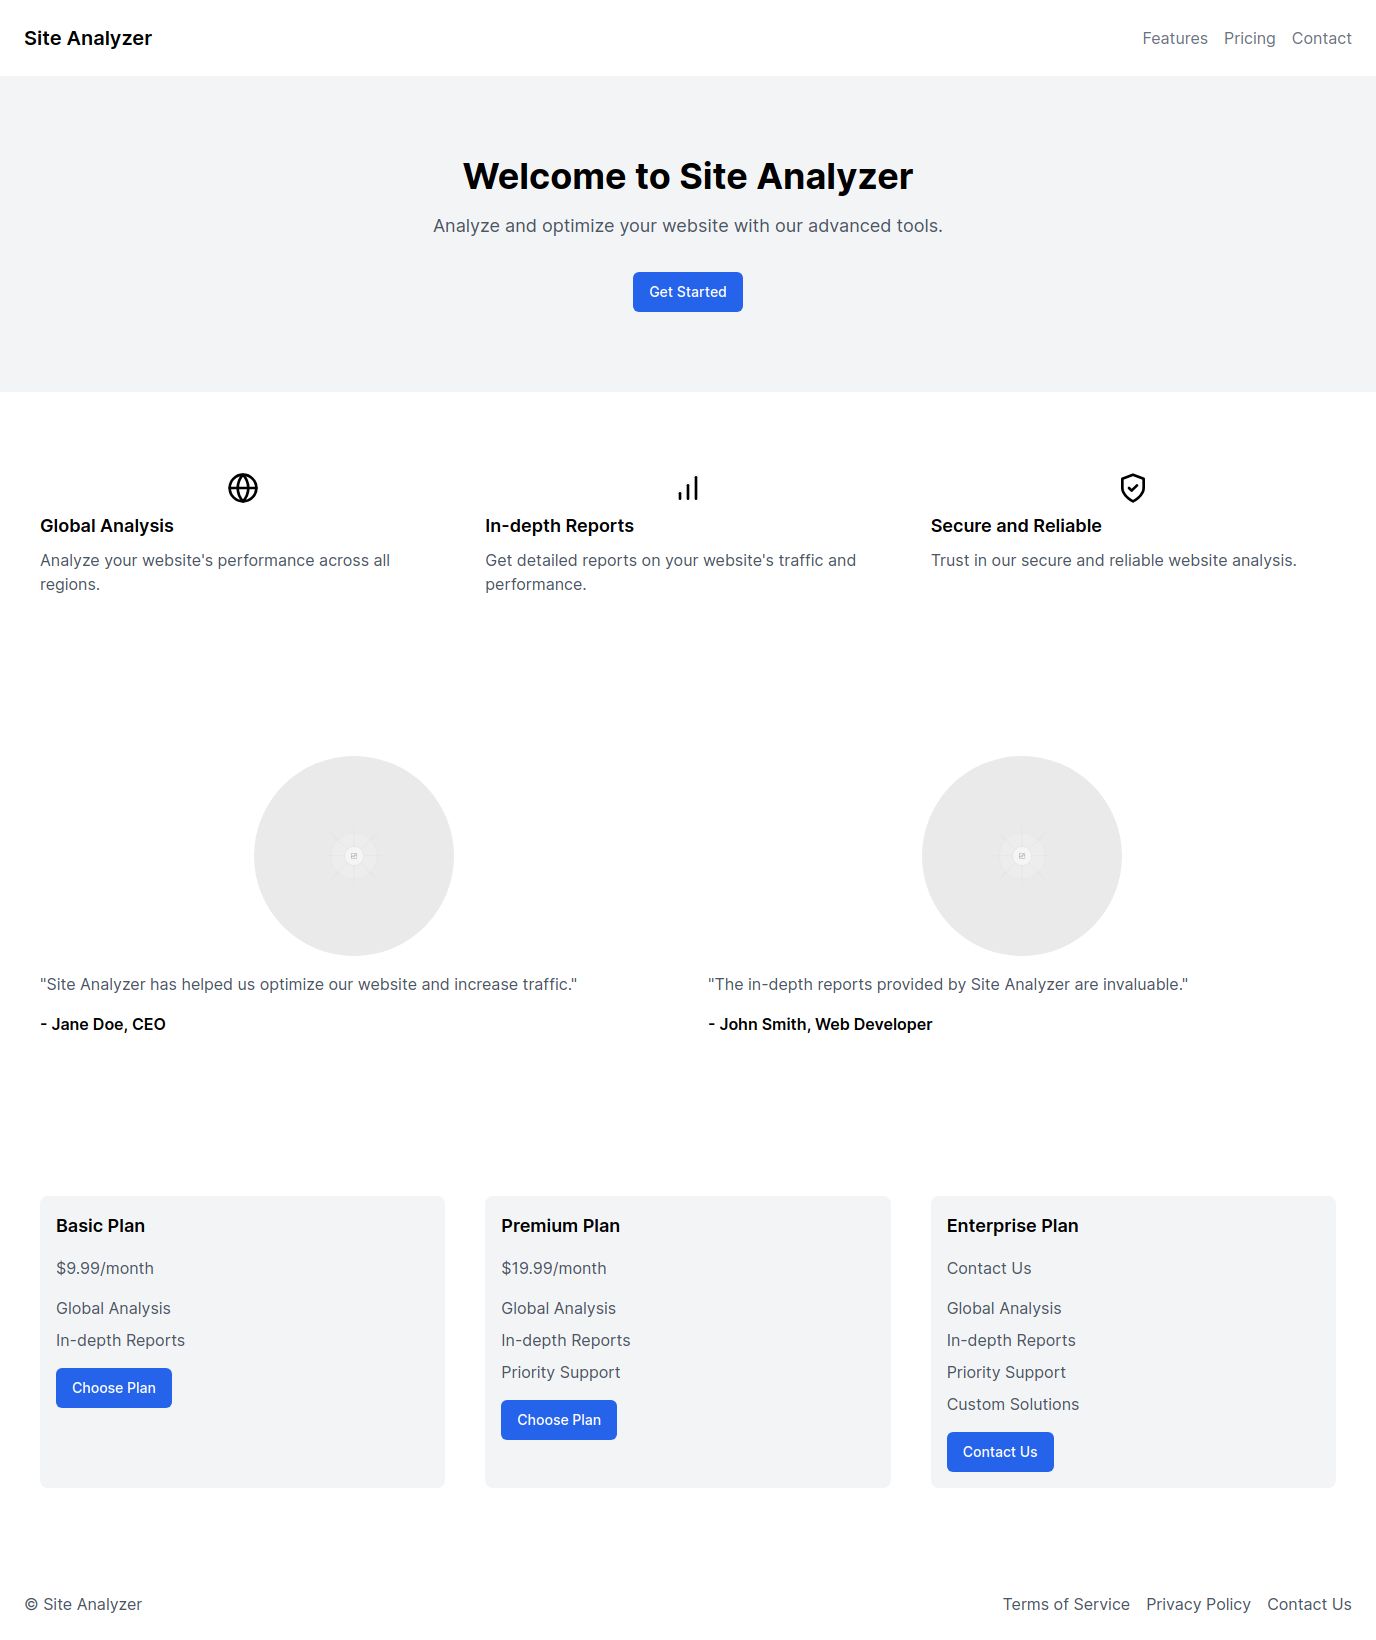 Site Analyzer
Features Pricing Contact
Welcome to Site Analyzer
Analyze and optimize your website with our advanced tools.
Get Started
Global Analysis
Analyze your website's performance across all
regions.
In-depth Reports
Get detailed reports on your website's traffic and
performance.
Secure and Reliable
Trust in our secure and reliable website analysis.
"Site Analyzer has helped us optimize our website and increase traffic."
- Jane Doe, CEO
"The in-depth reports provided by Site Analyzer are invaluable."
- John Smith, Web Developer
Basic Plan
$9.99/month
Global Analysis
In-depth Reports
Choose Plan
Premium Plan
$19.99/month
Global Analysis
In-depth Reports
Priority Support
Choose Plan
Enterprise Plan
Contact Us
Global Analysis
In-depth Reports
Priority Support
Custom Solutions
Contact Us
© Site Analyzer
Terms of Service Privacy Policy Contact Us